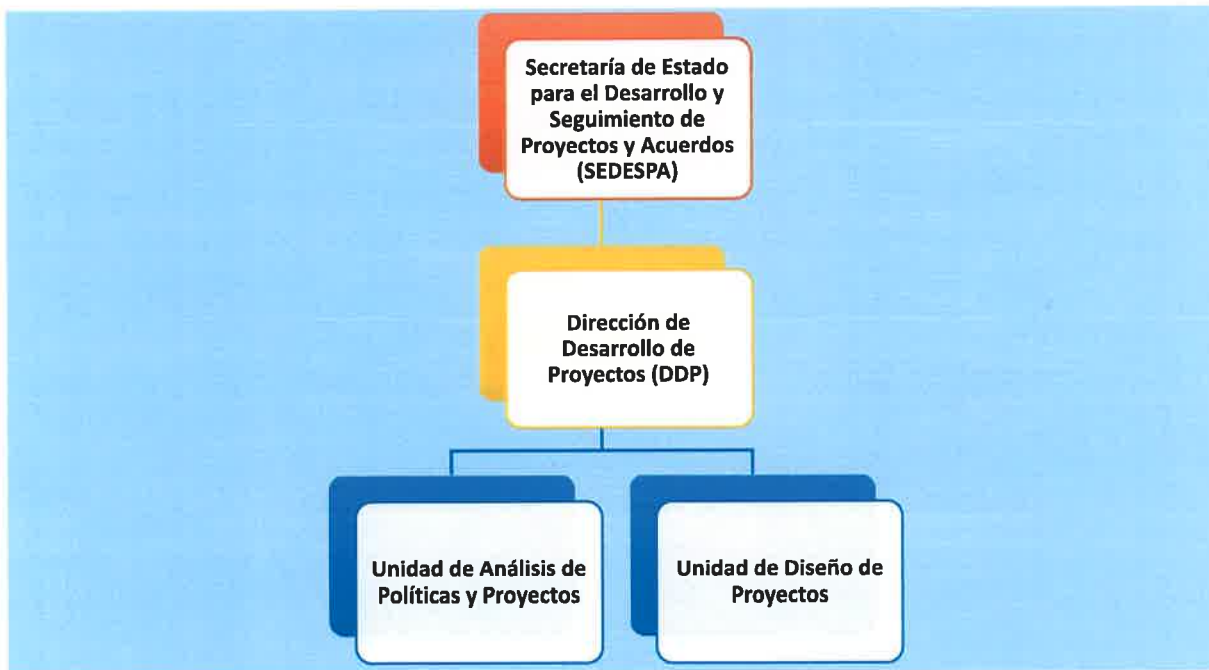 Secretaría de Estado
para el Desarrollo y
Seguimiento de
Proyectos y Acuerdos
(SEDESPA)
Dirección de
Desarrollo de
Proyectos (DDP)
Unidad de Análisis de
Políticas y Proyectos
Unidad de Diseño de
Proyectos